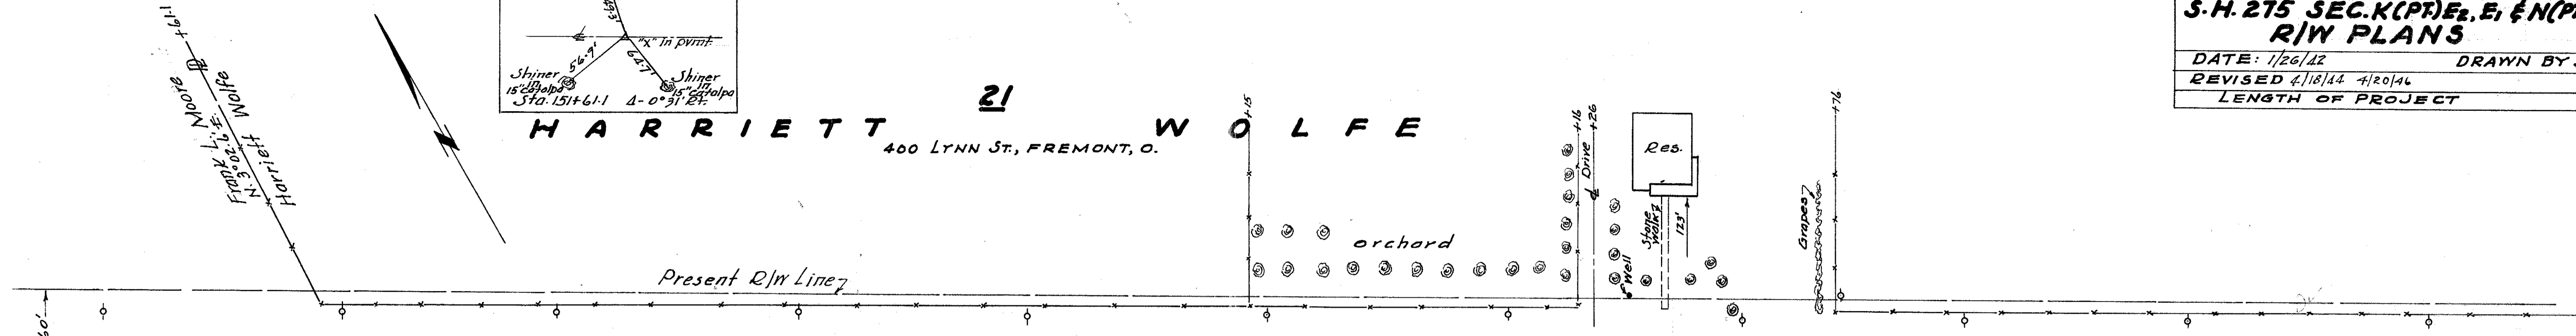 +61.1
Frank L. Moore
N. 3° 02.6' E.
Harriett Wolfe
49.3'
"X" in pvmt.
56.9'
64.7'
Shiner
in
15" catalpa
Shiner
in
15" catalpa
Sta. 151+61.1 Δ-0°31' Rt.
21
HARRIETT WOLFE
400 LYNN ST., FREMONT, O.
+15
+16
+26
+76
Drive
Res.
Stone
Walk
123'
Well
Grapes
Orchard
Present R/W Line
60'
S.H. 275 SEC. K(PT.) E2, E1 & N(PT
R/W PLANS
DATE: 1/26/42 DRAWN BY
REVISED 4/18/44 4/20/46
LENGTH OF PROJECT